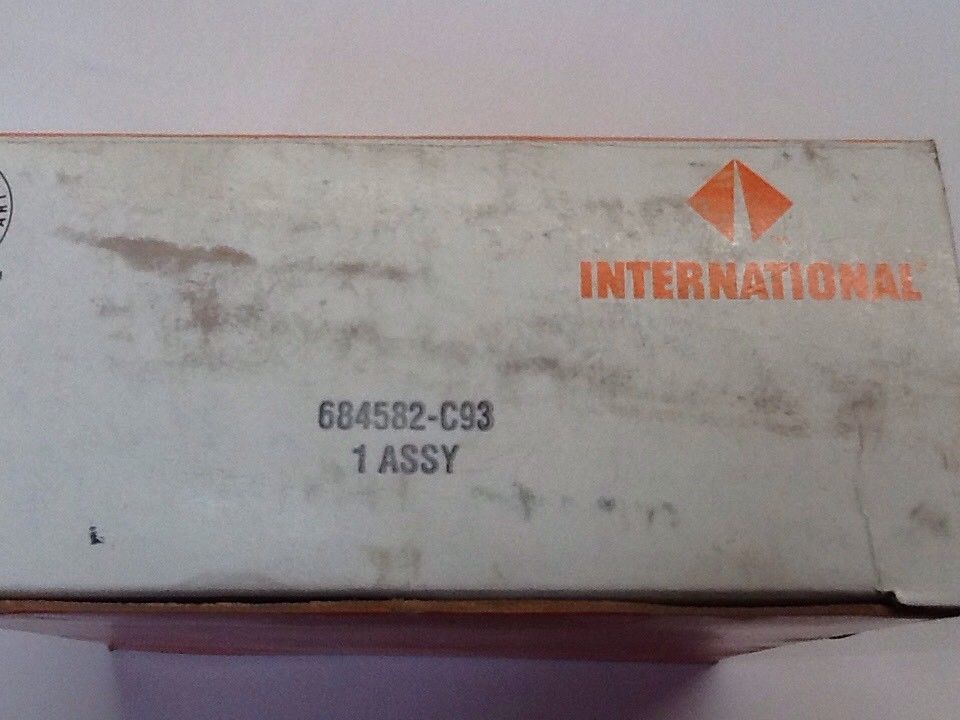 INTERNATIONAL
684582-C93
1 ASSY